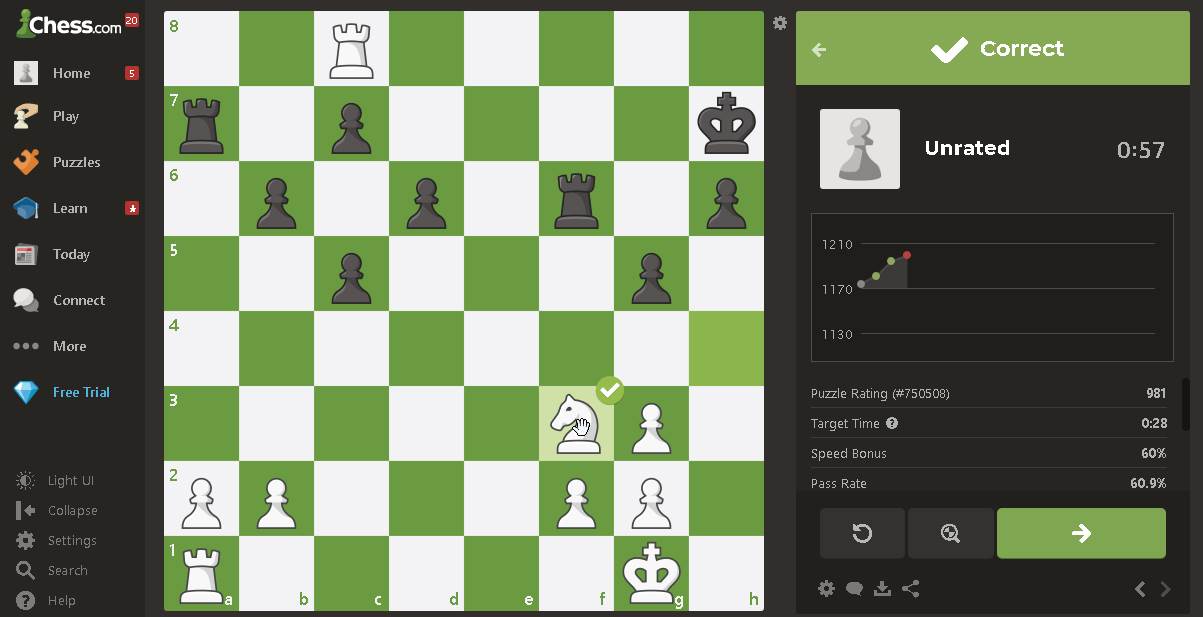 Chess.com 20
Home 5
Play
Puzzles
Learn
Today
Connect
More
Free Trial
Light UI
Collapse
Settings
Search
Help
8
7
6
5
4
3
2
1
a b c d e f g h
Correct
Unrated 0:57
1210
1170
1130
Puzzle Rating (#750508) 981
Target Time ? 0:28
Speed Bonus 60%
Pass Rate 60.9%